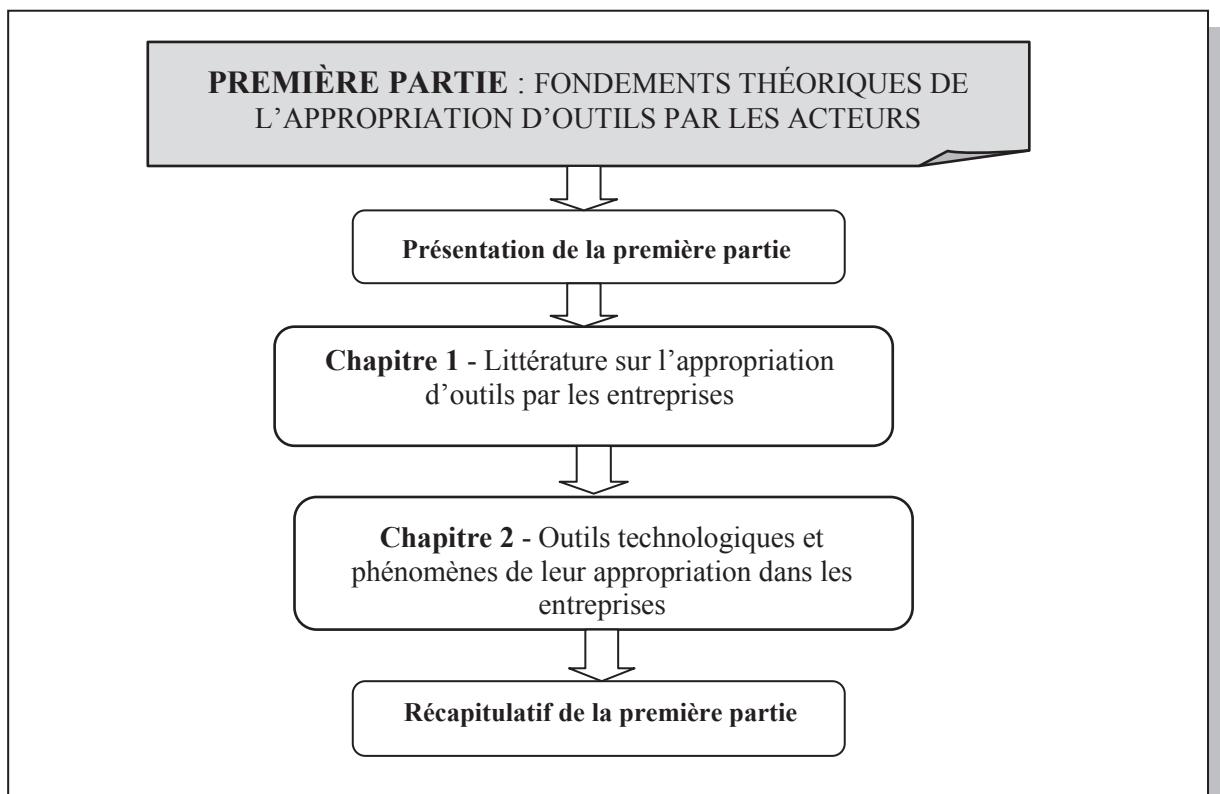 PREMIÈRE PARTIE : FONDEMENTS THÉORIQUES DE
L’APPROPRIATION D’OUTILS PAR LES ACTEURS
Présentation de la première partie
Chapitre 1 - Littérature sur l’appropriation
d’outils par les entreprises
Chapitre 2 - Outils technologiques et
phénomènes de leur appropriation dans les
entreprises
Récapitulatif de la première partie